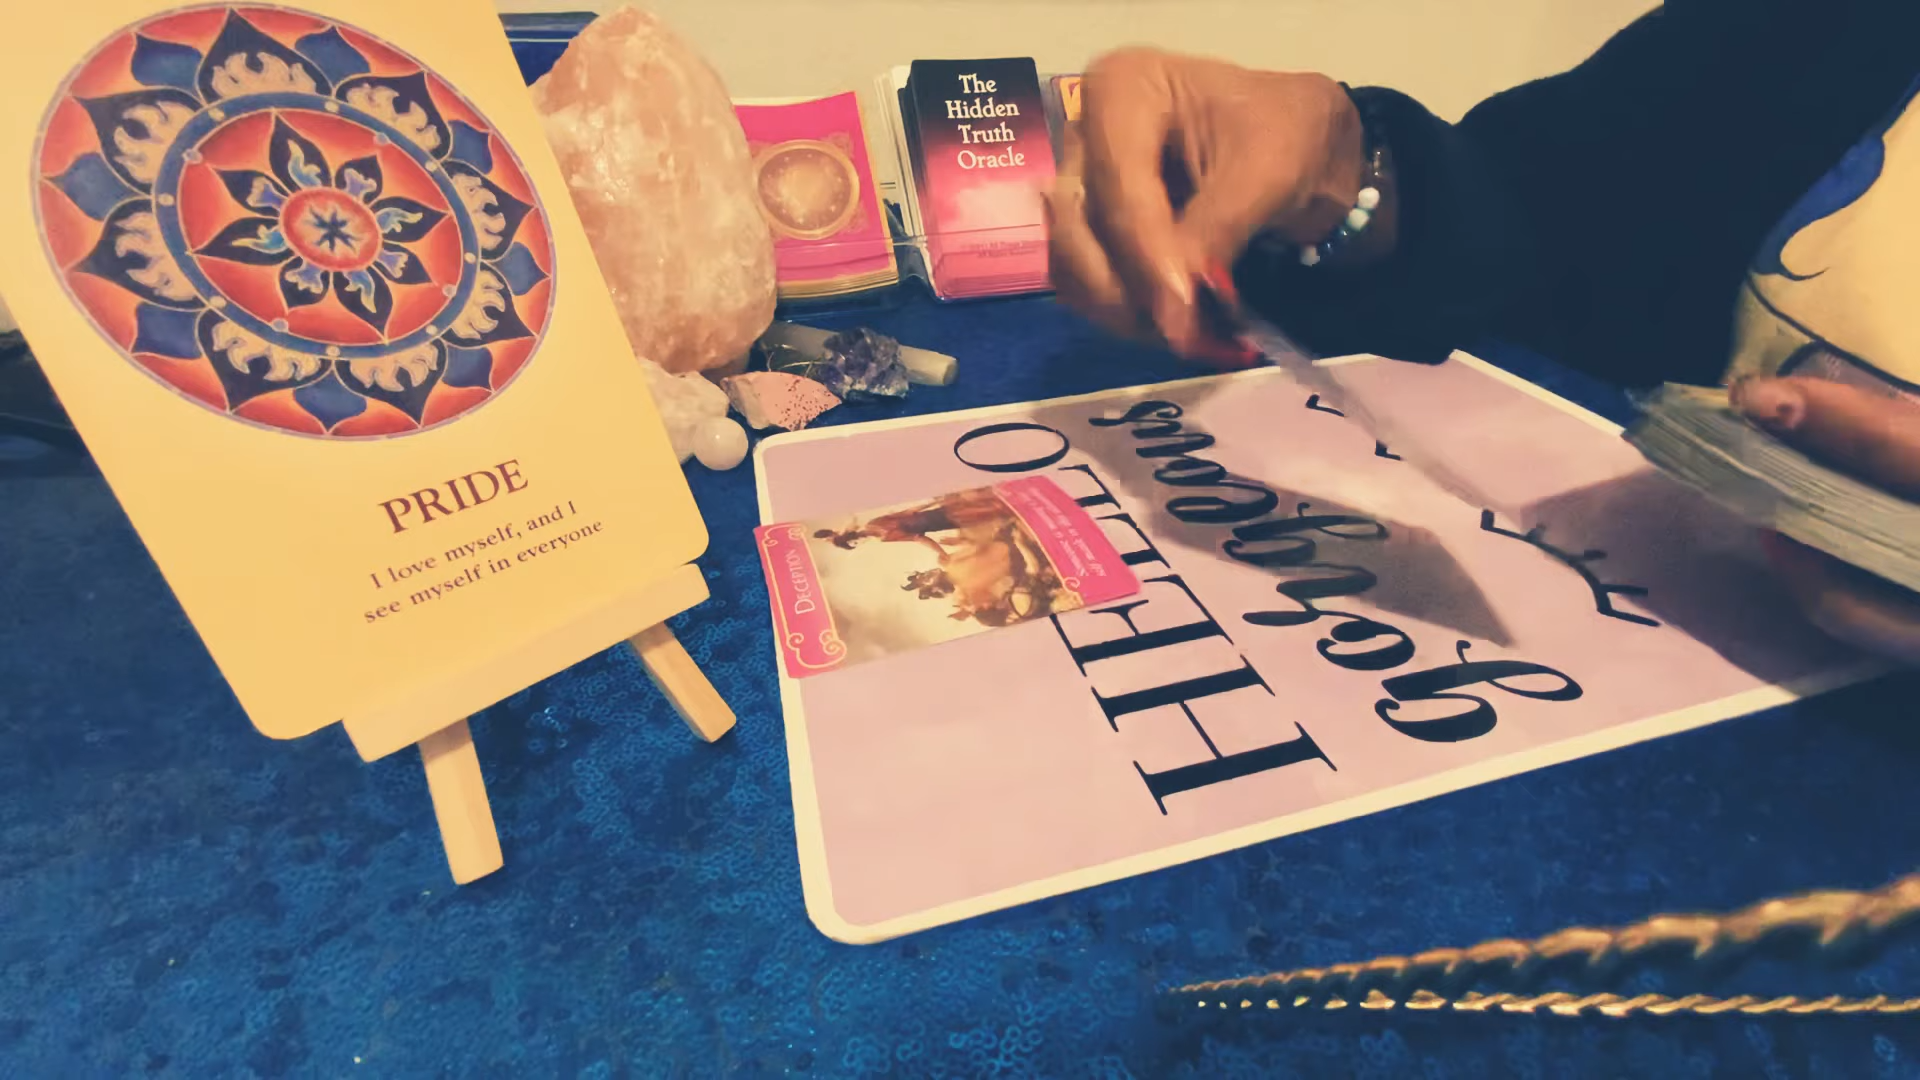 PRIDE
I love myself, and I
see myself in everyone
The
Hidden
Truth
Oracle
DECEPTION
HELLO
gorgeous